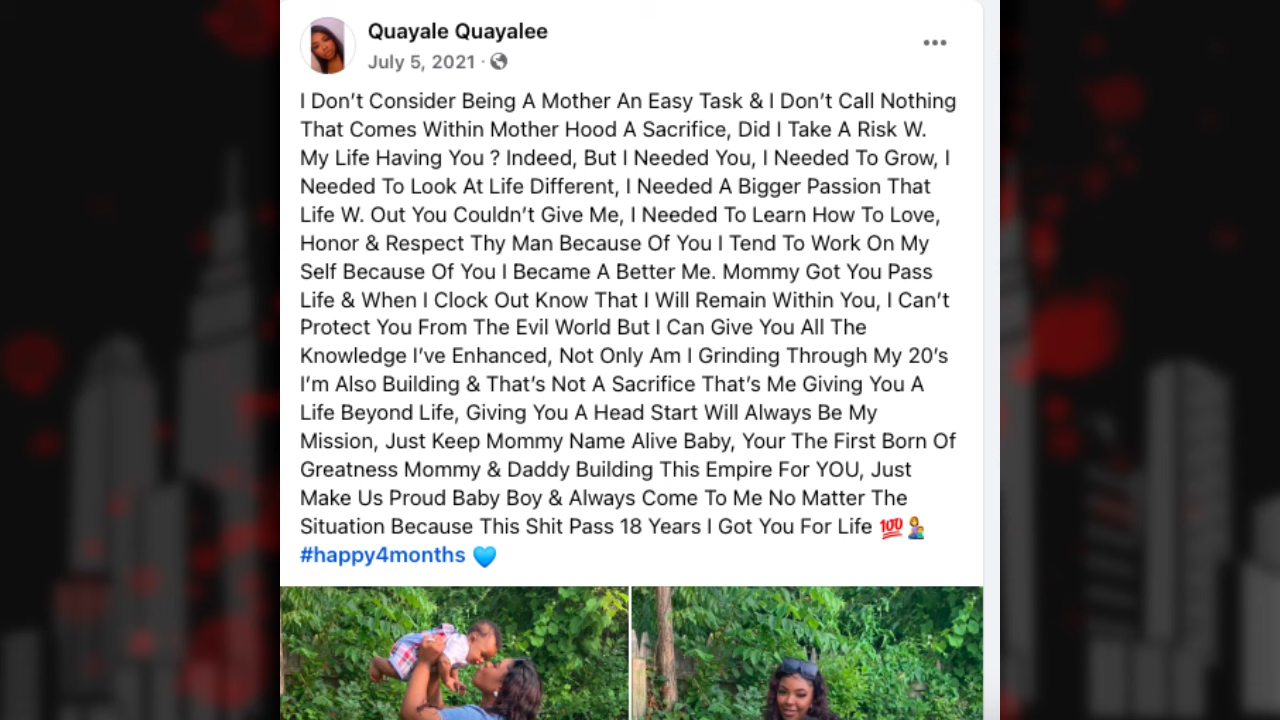 Quayale Quayalee
July 5, 2021 ·
I Don't Consider Being A Mother An Easy Task & I Don't Call Nothing
That Comes Within Mother Hood A Sacrifice, Did I Take A Risk W.
My Life Having You ? Indeed, But I Needed You, I Needed To Grow, I
Needed To Look At Life Different, I Needed A Bigger Passion That
Life W. Out You Couldn't Give Me, I Needed To Learn How To Love,
Honor & Respect Thy Man Because Of You I Tend To Work On My
Self Because Of You I Became A Better Me. Mommy Got You Pass
Life & When I Clock Out Know That I Will Remain Within You, I Can't
Protect You From The Evil World But I Can Give You All The
Knowledge I've Enhanced, Not Only Am I Grinding Through My 20's
I'm Also Building & That's Not A Sacrifice That's Me Giving You A
Life Beyond Life, Giving You A Head Start Will Always Be My
Mission, Just Keep Mommy Name Alive Baby, Your The First Born Of
Greatness Mommy & Daddy Building This Empire For YOU, Just
Make Us Proud Baby Boy & Always Come To Me No Matter The
Situation Because This Shit Pass 18 Years I Got You For Life 💯👩‍🍼
#happy4months 💙